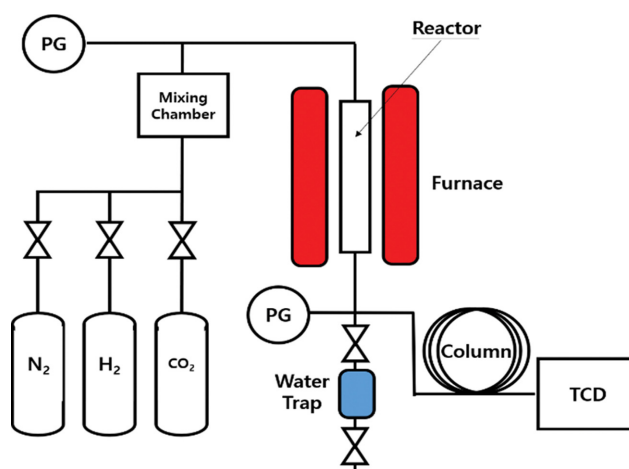 PG
Reactor
Mixing
Chamber
Furnace
N₂
H₂
CO₂
PG
Column
Water
Trap
TCD